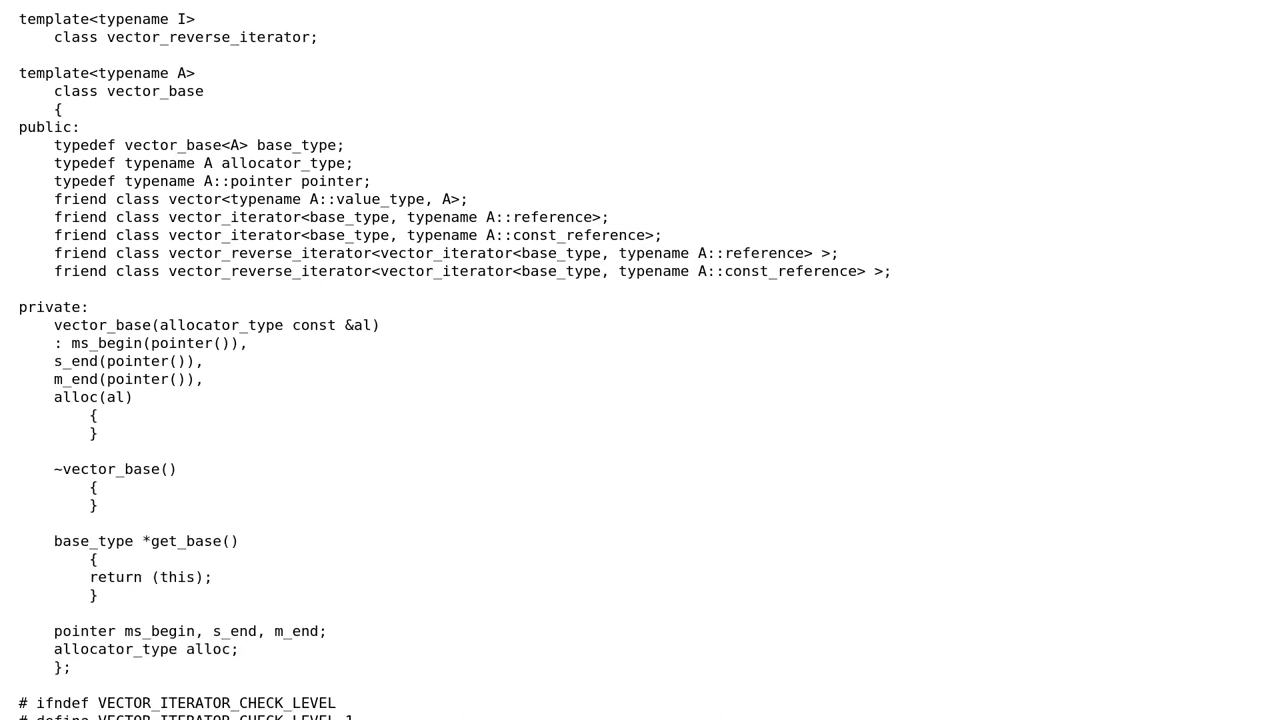 template<typename I>
    class vector_reverse_iterator;

template<typename A>
    class vector_base
    {
public:
    typedef vector_base<A> base_type;
    typedef typename A allocator_type;
    typedef typename A::pointer pointer;
    friend class vector<typename A::value_type, A>;
    friend class vector_iterator<base_type, typename A::reference>;
    friend class vector_iterator<base_type, typename A::const_reference>;
    friend class vector_reverse_iterator<vector_iterator<base_type, typename A::reference> >;
    friend class vector_reverse_iterator<vector_iterator<base_type, typename A::const_reference> >;

private:
    vector_base(allocator_type const &al)
    : ms_begin(pointer()),
    s_end(pointer()),
    m_end(pointer()),
    alloc(al)
        {
        }

    ~vector_base()
        {
        }

    base_type *get_base()
        {
        return (this);
        }

    pointer ms_begin, s_end, m_end;
    allocator_type alloc;
    };

# ifndef VECTOR_ITERATOR_CHECK_LEVEL
# define VECTOR_ITERATOR_CHECK_LEVEL 1